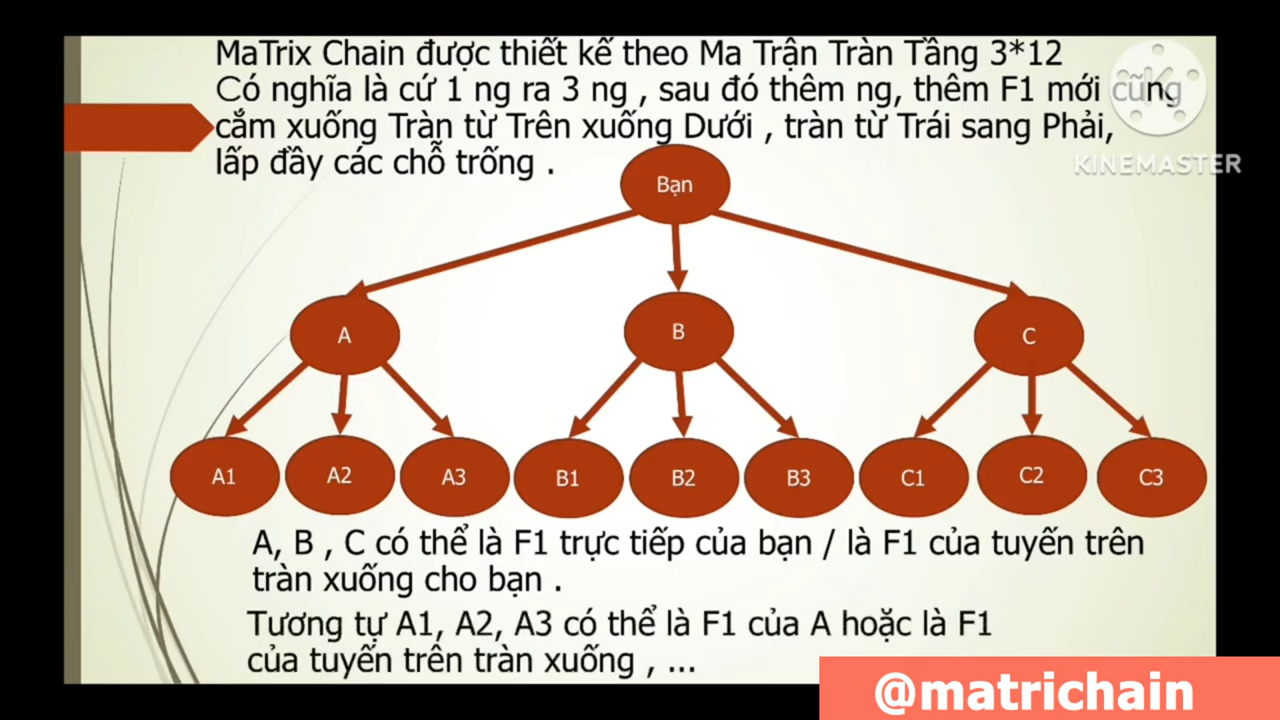 MaTrix Chain được thiết kế theo Ma Trận Tràn Tầng 3*12
Có nghĩa là cứ 1 ng ra 3 ng , sau đó thêm ng, thêm F1 mới cũng
cắm xuống Tràn từ Trên xuống Dưới , tràn từ Trái sang Phải,
lấp đầy các chỗ trống .
KINEMASTER
Bạn
A B C
A1 A2 A3 B1 B2 B3 C1 C2 C3
A, B , C có thể là F1 trực tiếp của bạn / là F1 của tuyến trên
tràn xuống cho bạn .
Tương tự A1, A2, A3 có thể là F1 của A hoặc là F1
của tuyến trên tràn xuống , ...
@matrichain